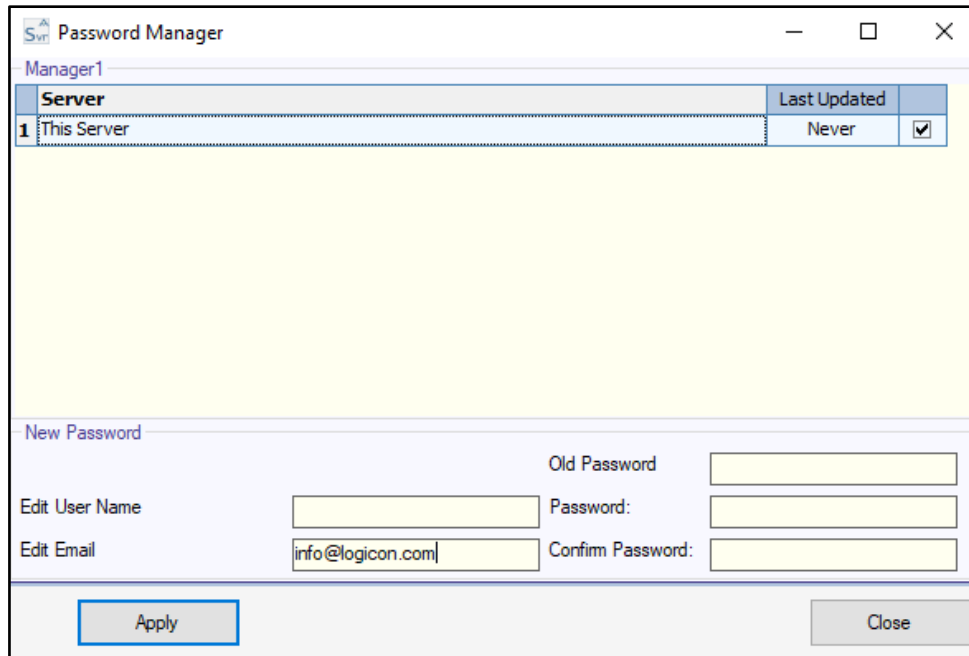 Svr A Password Manager
Manager1
Server Last Updated
1 This Server Never
New Password
Old Password
Edit User Name Password:
Edit Email info@logicon.com Confirm Password:
Apply Close